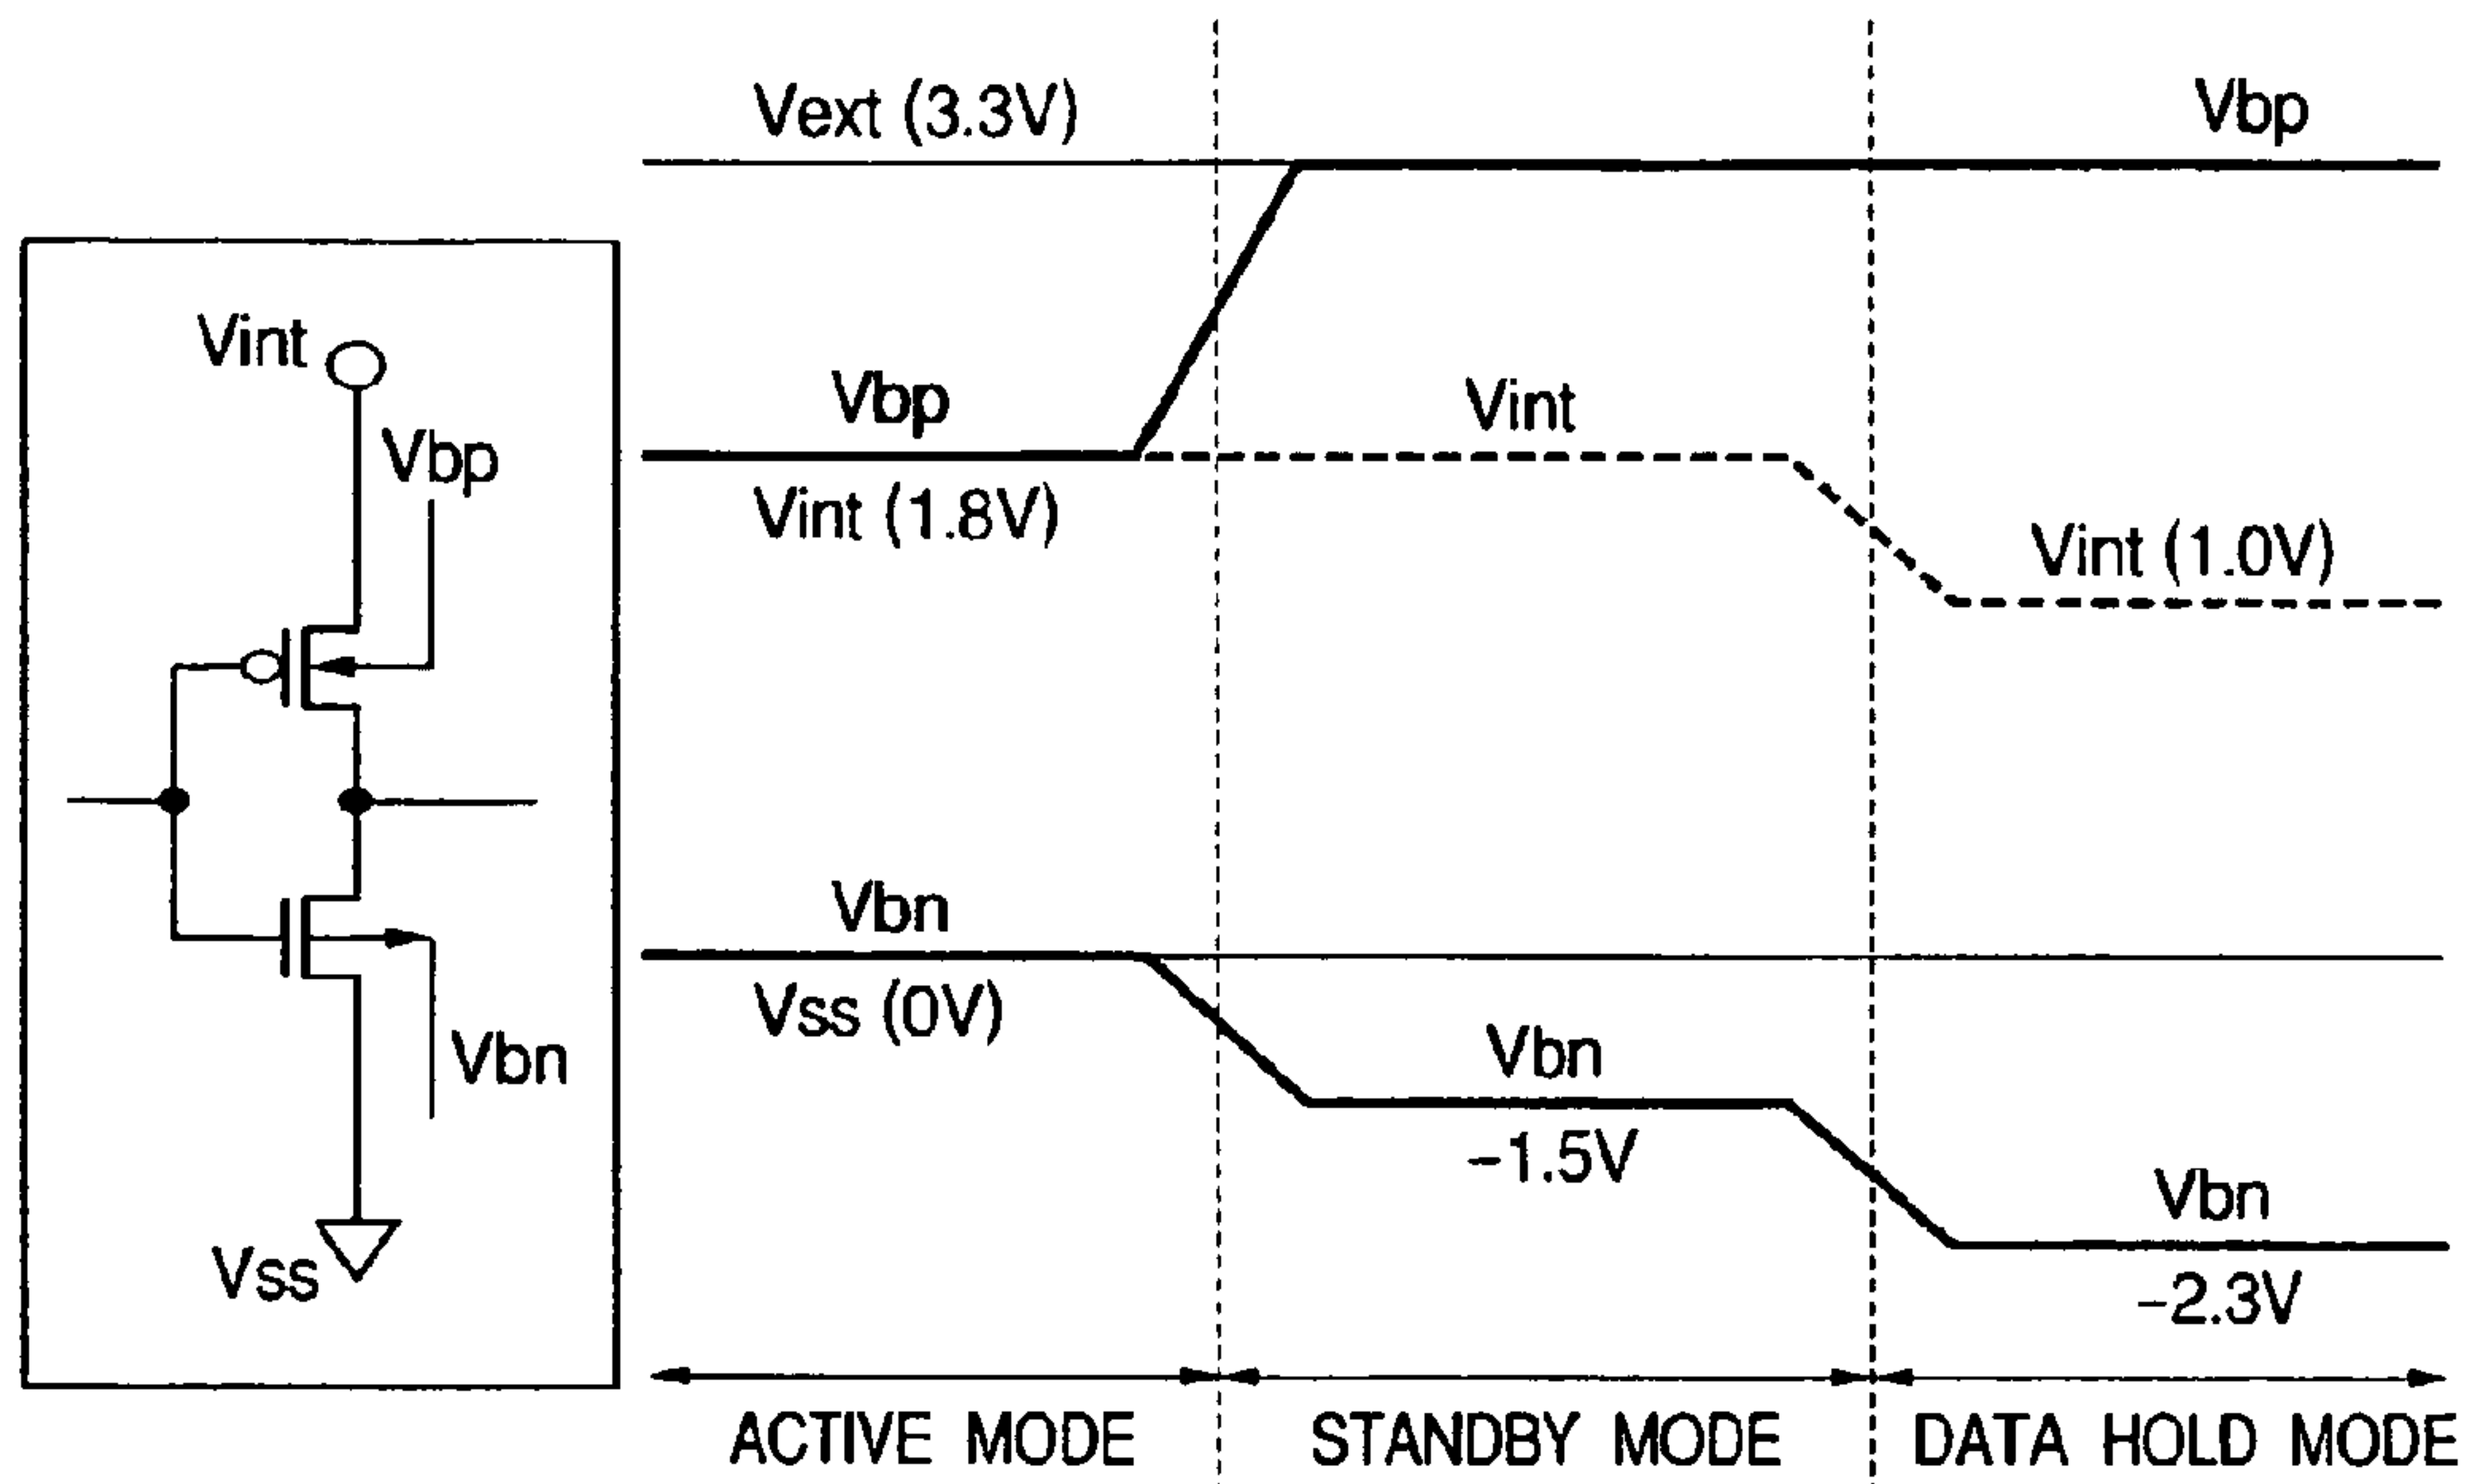 Vint
Vbp
Vbn
Vss
Vext (3.3V)
Vbp
Vbp
Vint
Vint (1.8V)
Vint (1.0V)
Vbn
Vss (0V)
Vbn
–1.5V
Vbn
–2.3V
ACTIVE MODE
STANDBY MODE
DATA HOLD MODE